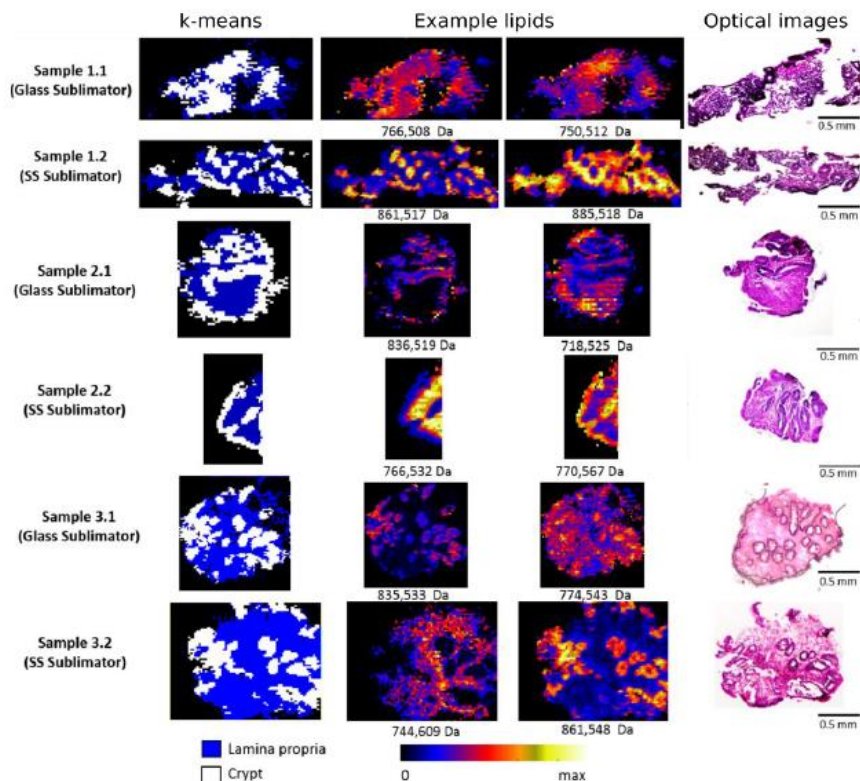 k-means Example lipids Optical images
Sample 1.1
(Glass Sublimator)
766,508 Da 750,512 Da
0.5 mm
Sample 1.2
(SS Sublimator)
861,517 Da 885,518 Da
0.5 mm
Sample 2.1
(Glass Sublimator)
836,519 Da 718,525 Da
0.5 mm
Sample 2.2
(SS Sublimator)
766,532 Da 770,567 Da
0.5 mm
Sample 3.1
(Glass Sublimator)
835,533 Da 774,543 Da
0.5 mm
Sample 3.2
(SS Sublimator)
744,609 Da 861,548 Da
0.5 mm
Lamina propria
Crypt
0 max